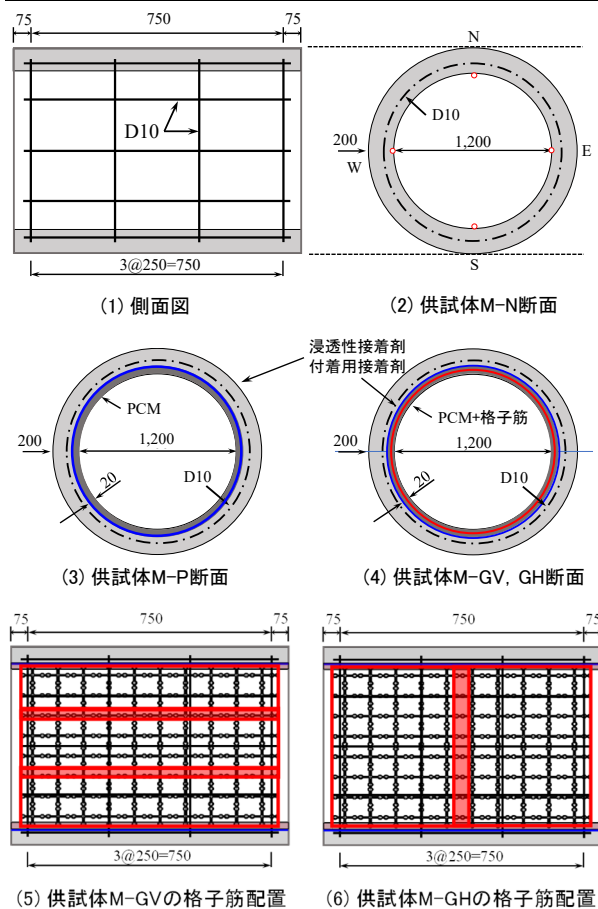 75 750 75
D10
3@250=750
(1) 側面図
N
D10
200
1,200
E
W
S
(2) 供試体M-N断面
浸透性接着剤
付着用接着剤
PCM
200
1,200
20
D10
(3) 供試体M-P断面
PCM+格子筋
200
1,200
20
D10
(4) 供試体M-GV, GH断面
75 750 75
3@250=750
(5) 供試体M-GVの格子筋配置
75 750 75
3@250=750
(6) 供試体M-GHの格子筋配置